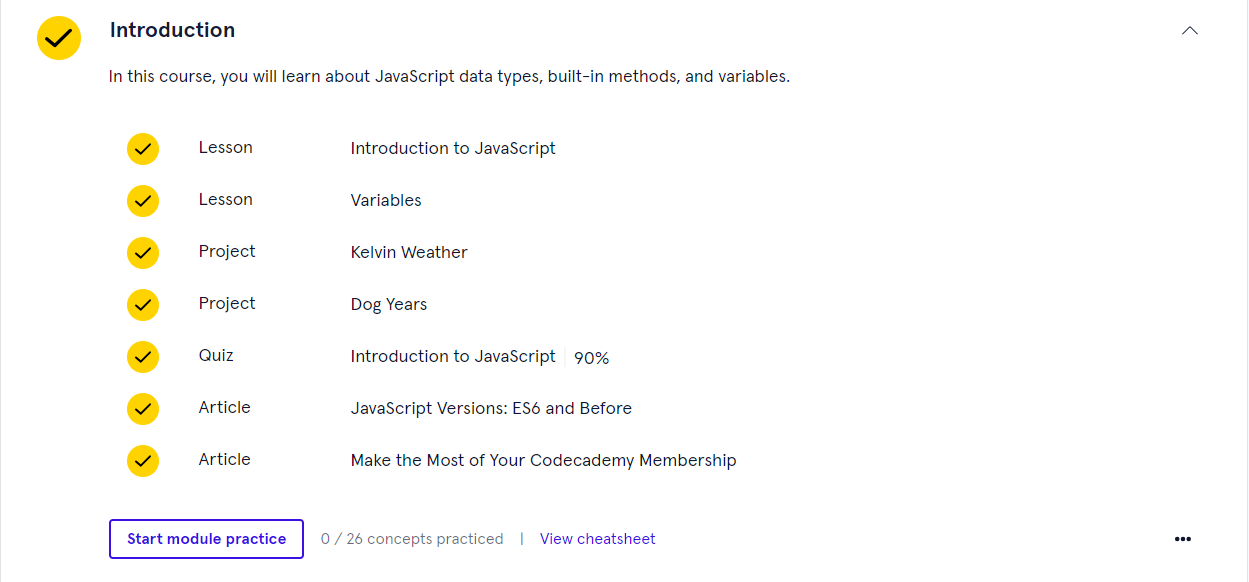 Introduction
In this course, you will learn about JavaScript data types, built-in methods, and variables.
Lesson Introduction to JavaScript
Lesson Variables
Project Kelvin Weather
Project Dog Years
Quiz Introduction to JavaScript 90%
Article JavaScript Versions: ES6 and Before
Article Make the Most of Your Codecademy Membership
Start module practice 0 / 26 concepts practiced | View cheatsheet